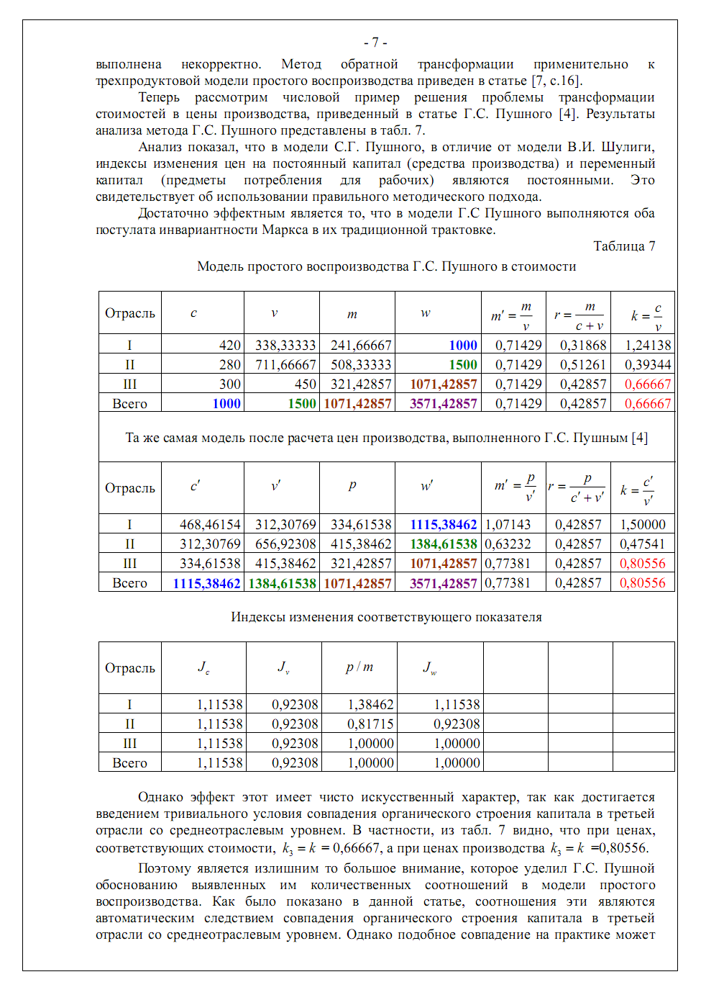 - 7 -
выполнена некорректно. Метод обратной трансформации применительно к
трехпродуктовой модели простого воспроизводства приведен в статье [7, с.16].
Теперь рассмотрим числовой пример решения проблемы трансформации
стоимостей в цены производства, приведенный в статье Г.С. Пушного [4]. Результаты
анализа метода Г.С. Пушного представлены в табл. 7.
Анализ показал, что в модели С.Г. Пушного, в отличие от модели В.И. Шулиги,
индексы изменения цен на постоянный капитал (средства производства) и переменный
капитал (предметы потребления для рабочих) являются постоянными. Это
свидетельствует об использовании правильного методического подхода.
Достаточно эффектным является то, что в модели Г.С Пушного выполняются оба
постулата инвариантности Маркса в их традиционной трактовке.
Таблица 7
Модель простого воспроизводства Г.С. Пушного в стоимости
Отрасль c v m w m′ = m/v r = m/(c + v) k = c/v
I 420 338,33333 241,66667 1000 0,71429 0,31868 1,24138
II 280 711,66667 508,33333 1500 0,71429 0,51261 0,39344
III 300 450 321,42857 1071,42857 0,71429 0,42857 0,66667
Всего 1000 1500 1071,42857 3571,42857 0,71429 0,42857 0,66667
Та же самая модель после расчета цен производства, выполненного Г.С. Пушным [4]
Отрасль c′ v′ p w′ m′ = p/v′ r = p/(c′ + v′) k = c′/v′
I 468,46154 312,30769 334,61538 1115,38462 1,07143 0,42857 1,50000
II 312,30769 656,92308 415,38462 1384,61538 0,63232 0,42857 0,47541
III 334,61538 415,38462 321,42857 1071,42857 0,77381 0,42857 0,80556
Всего 1115,38462 1384,61538 1071,42857 3571,42857 0,77381 0,42857 0,80556
Индексы изменения соответствующего показателя
Отрасль J_c J_v p / m J_w
I 1,11538 0,92308 1,38462 1,11538
II 1,11538 0,92308 0,81715 0,92308
III 1,11538 0,92308 1,00000 1,00000
Всего 1,11538 0,92308 1,00000 1,00000
Однако эффект этот имеет чисто искусственный характер, так как достигается
введением тривиального условия совпадения органического строения капитала в третьей
отрасли со среднеотраслевым уровнем. В частности, из табл. 7 видно, что при ценах,
соответствующих стоимости, k₃ = k = 0,66667, а при ценах производства k₃ = k =0,80556.
Поэтому является излишним то большое внимание, которое уделил Г.С. Пушной
обоснованию выявленных им количественных соотношений в модели простого
воспроизводства. Как было показано в данной статье, соотношения эти являются
автоматическим следствием совпадения органического строения капитала в третьей
отрасли со среднеотраслевым уровнем. Однако подобное совпадение на практике может